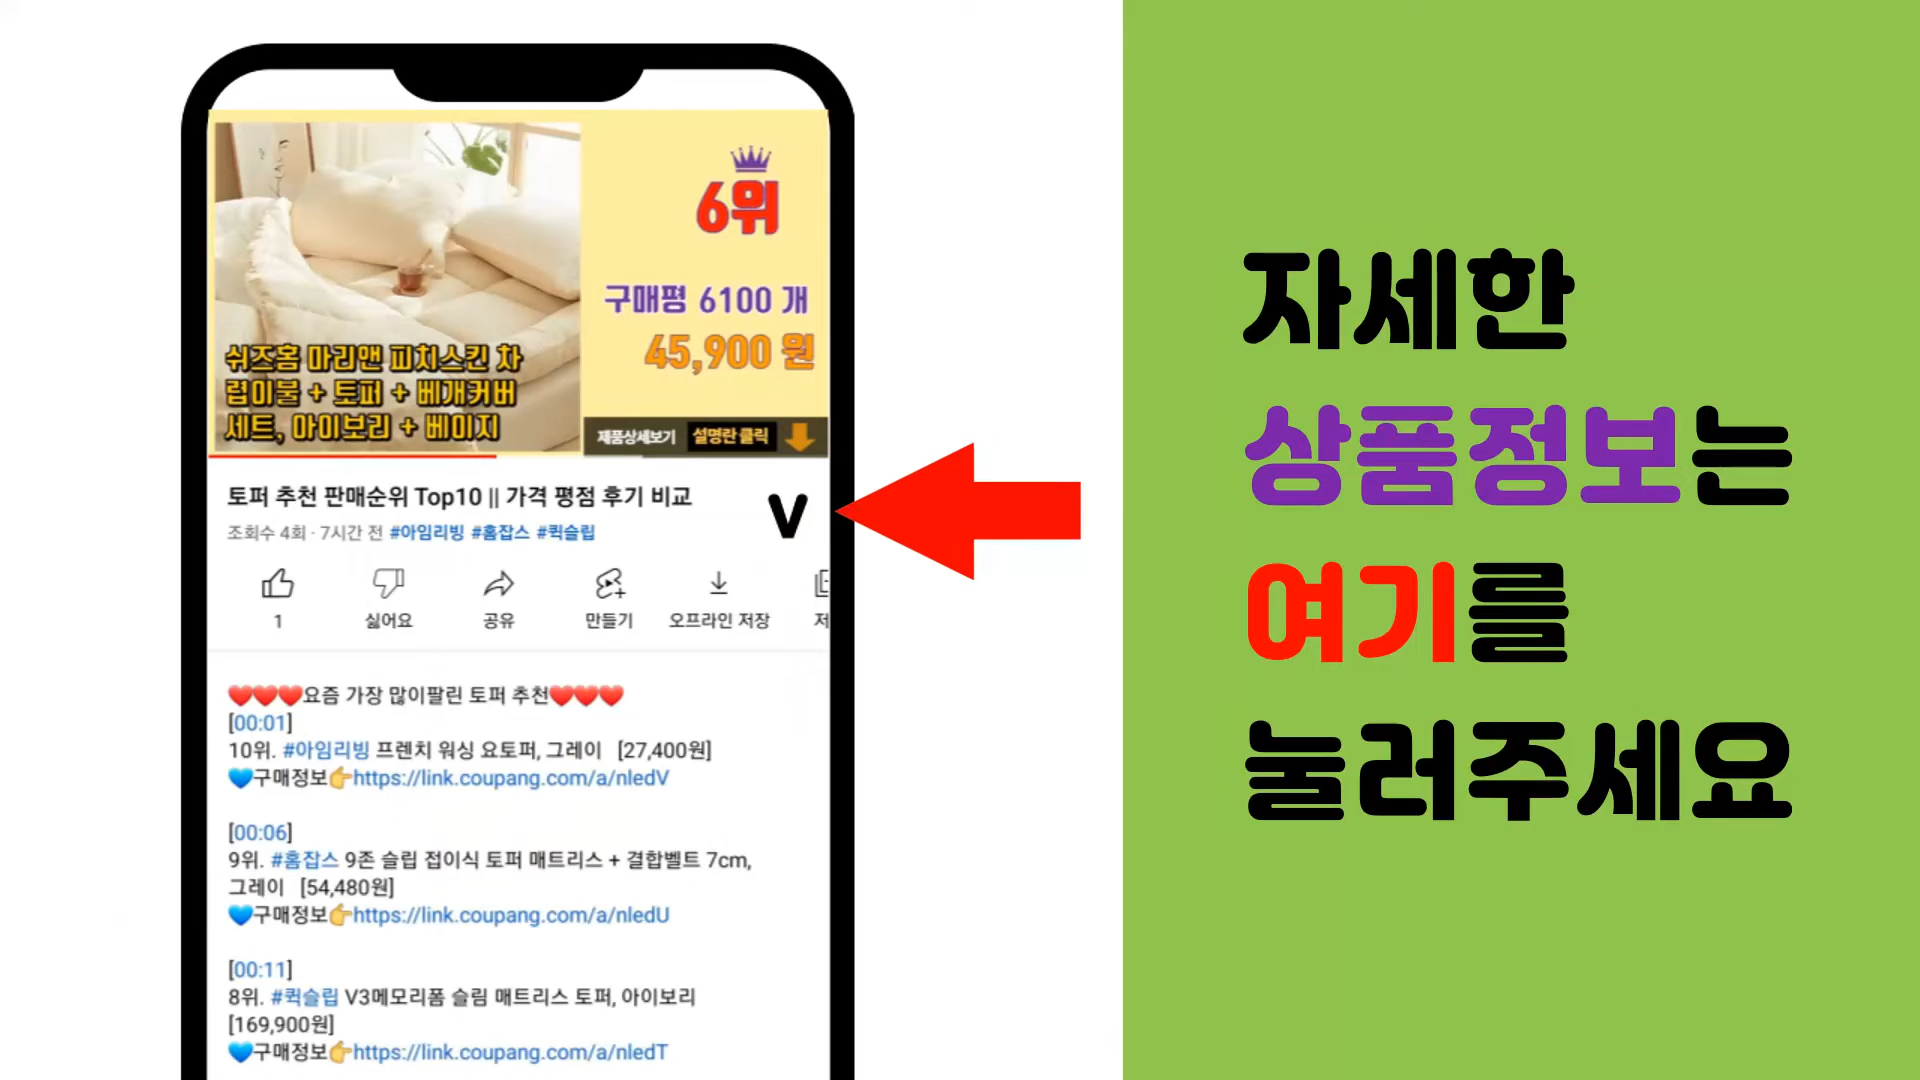 6위
구매평 6100 개
45,900 원
쉬즈홈 마리앤 피치스킨 차
렵이불 + 토퍼 + 베개커버
세트, 아이보리 + 베이지
제품상세보기 설명란 클릭
토퍼 추천 판매순위 Top10 || 가격 평점 후기 비교
V
조회수 4회 · 7시간 전 #아임리빙 #홈잡스 #퀵슬립
1 싫어요 공유 만들기 오프라인 저장 저
❤️❤️❤️요즘 가장 많이팔린 토퍼 추천❤️❤️❤️
[00:01]
10위. #아임리빙 프렌치 워싱 요토퍼, 그레이 [27,400원]
💙구매정보👉https://link.coupang.com/a/nledV
[00:06]
9위. #홈잡스 9존 슬립 접이식 토퍼 매트리스 + 결합벨트 7cm,
그레이 [54,480원]
💙구매정보👉https://link.coupang.com/a/nledU
[00:11]
8위. #퀵슬립 V3메모리폼 슬림 매트리스 토퍼, 아이보리
[169,900원]
💙구매정보👉https://link.coupang.com/a/nledT
자세한
상품정보는
여기를
눌러주세요